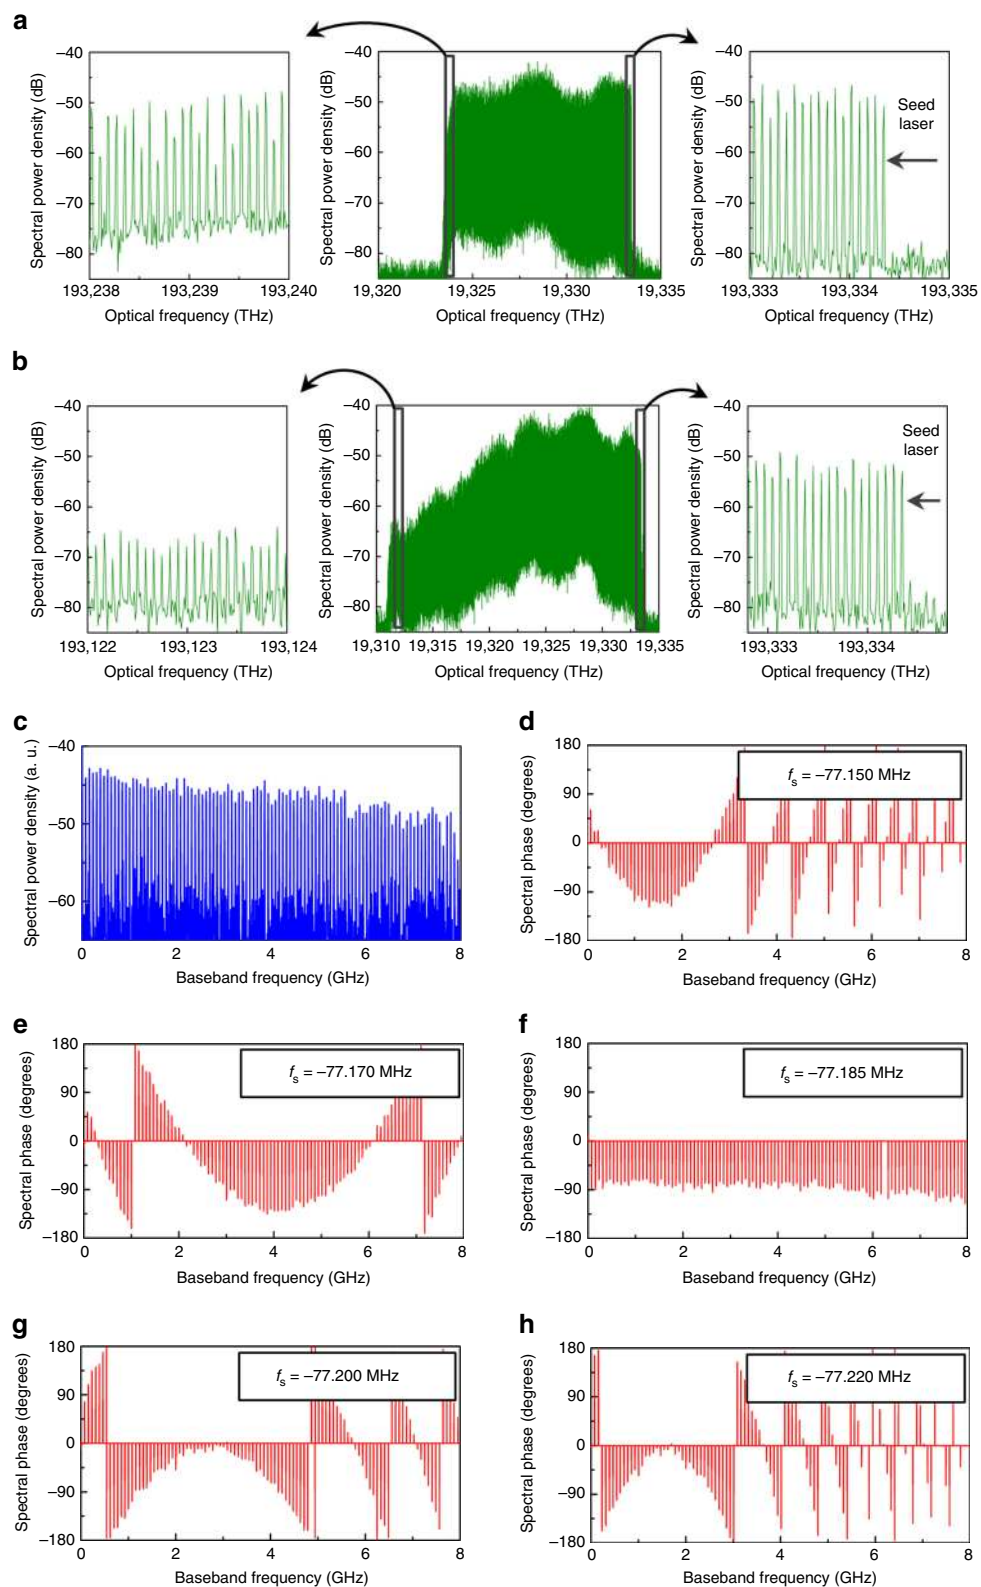 a
−40
−50
−60
−70
−80
Spectral power density (dB)
193,238
193,239
193,240
Optical frequency (THz)
−40
−50
−60
−70
−80
Spectral power density (dB)
19,320
19,325
19,330
19,335
Optical frequency (THz)
−40
−50
−60
−70
−80
Spectral power density (dB)
Seed
laser
193,333
193,334
193,335
Optical frequency (THz)
b
−40
−50
−60
−70
−80
Spectral power density (dB)
193,122
193,123
193,124
Optical frequency (THz)
−40
−50
−60
−70
−80
Spectral power density (dB)
19,310
19,315
19,320
19,325
19,330
19,335
Optical frequency (THz)
−40
−50
−60
−70
−80
Spectral power density (dB)
Seed
laser
193,333
193,334
Optical frequency (THz)
c
−40
−50
−60
Spectral power density (a. u.)
0
2
4
6
8
Baseband frequency (GHz)
d
180
90
0
−90
−180
Spectral phase (degrees)
fs = −77.150 MHz
0
2
4
6
8
Baseband frequency (GHz)
e
180
90
0
−90
−180
Spectral phase (degrees)
fs = −77.170 MHz
0
2
4
6
8
Baseband frequency (GHz)
f
180
90
0
−90
−180
Spectral phase (degrees)
fs = −77.185 MHz
0
2
4
6
8
Baseband frequency (GHz)
g
180
90
0
−90
−180
Spectral phase (degrees)
fs = −77.200 MHz
0
2
4
6
8
Baseband frequency (GHz)
h
180
90
0
−90
−180
Spectral phase (degrees)
fs = −77.220 MHz
0
2
4
6
8
Baseband frequency (GHz)